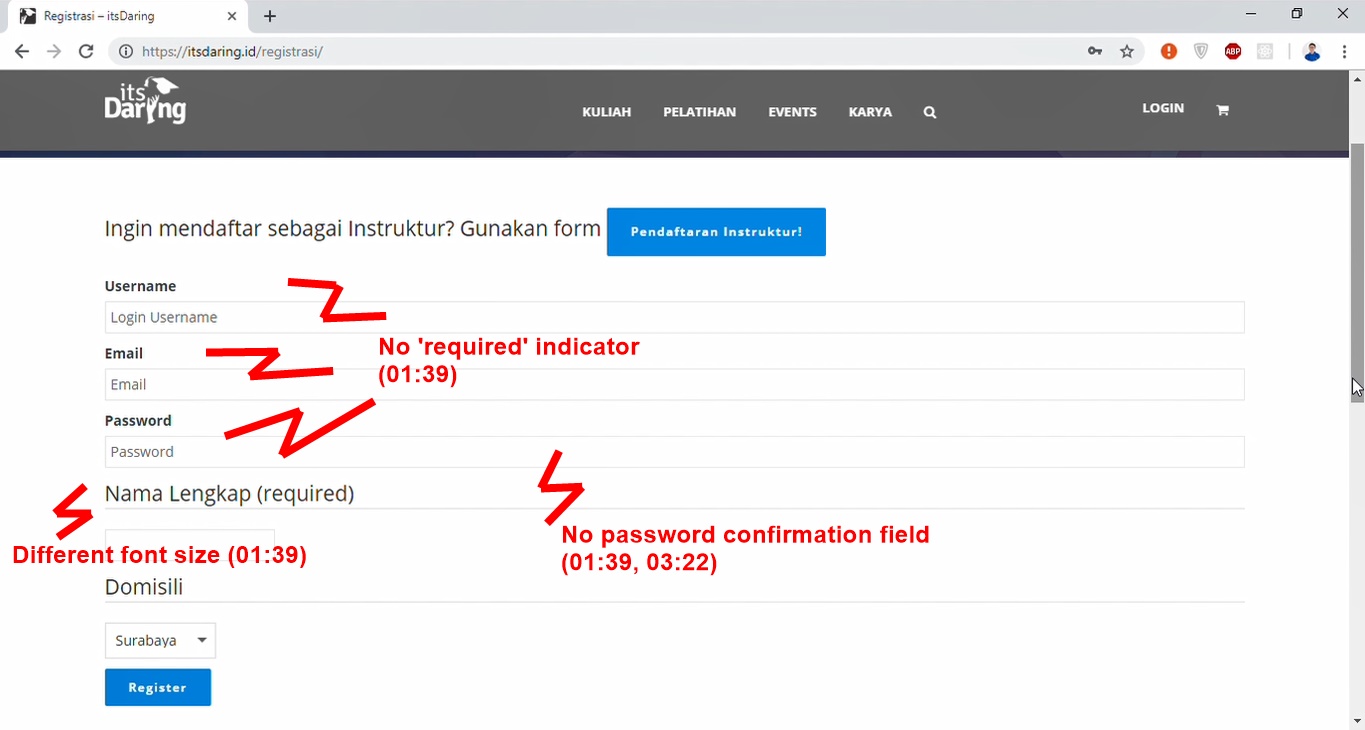 Registrasi – itsDaring
https://itsdaring.id/registrasi/
ABP
its
Daring
KULIAH PELATIHAN EVENTS KARYA LOGIN
Ingin mendaftar sebagai Instruktur? Gunakan form Pendaftaran Instruktur!
Username
Login Username
No 'required' indicator
(01:39)
Email
Email
Password
Password
Nama Lengkap (required)
No password confirmation field
(01:39, 03:22)
Different font size (01:39)
Domisili
Surabaya
Register